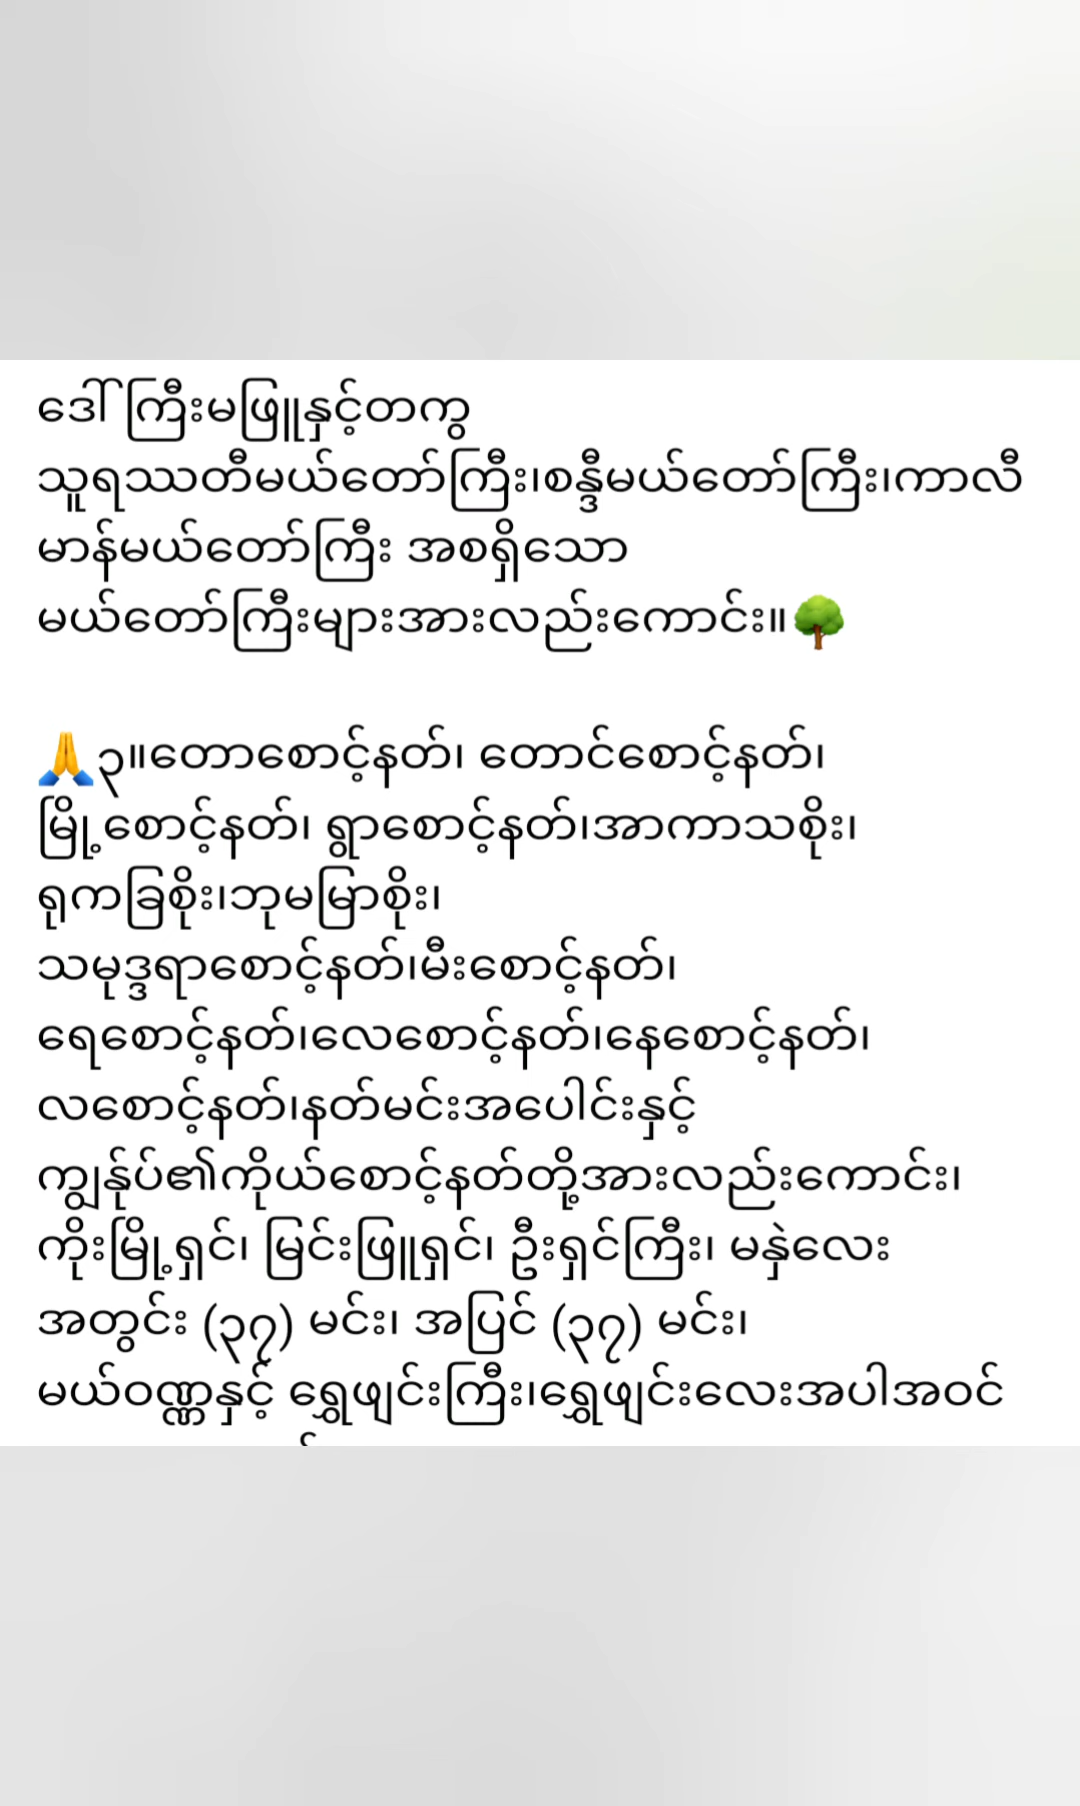 ဒေါ်ကြီးမဖြူနှင့်တကွ
သူရဿတီမယ်တော်ကြီး၊စန္ဒီမယ်တော်ကြီး၊ကာလီ
မာန်မယ်တော်ကြီး အစရှိသော
မယ်တော်ကြီးများအားလည်းကောင်း။🌳
🙏၃။တောစောင့်နတ်၊ တောင်စောင့်နတ်၊
မြို့စောင့်နတ်၊ ရွာစောင့်နတ်၊အာကာသစိုး၊
ရုကခြစိုး၊ဘုမမြာစိုး၊
သမုဒ္ဒရာစောင့်နတ်၊မီးစောင့်နတ်၊
ရေစောင့်နတ်၊လေစောင့်နတ်၊နေစောင့်နတ်၊
လစောင့်နတ်၊နတ်မင်းအပေါင်းနှင့်
ကျွန်ုပ်၏ကိုယ်စောင့်နတ်တို့အားလည်းကောင်း၊
ကိုးမြို့ရှင်၊ မြင်းဖြူရှင်၊ ဦးရှင်ကြီး၊ မနှဲလေး
အတွင်း (၃၇) မင်း၊ အပြင် (၃၇) မင်း၊
မယ်ဝဏ္ဏနှင့် ရွှေဖျင်းကြီး၊ရွှေဖျင်းလေးအပါအဝင်